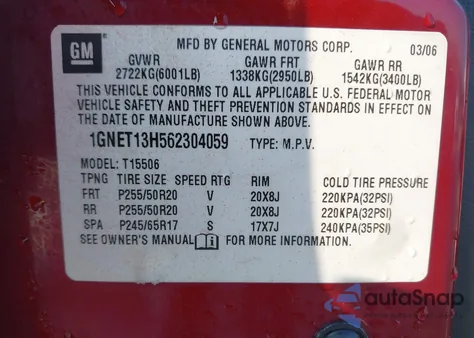 GM
MFD BY GENERAL MOTORS CORP. 03/06
GVWR GAWR FRT GAWR RR
2722KG(6001LB) 1338KG(2950LB) 1542KG(3400LB)
THIS VEHICLE CONFORMS TO ALL APPLICABLE U.S. FEDERAL MOTOR
VEHICLE SAFETY AND THEFT PREVENTION STANDARDS IN EFFECT ON
THE DATE OF MANUFACTURE SHOWN ABOVE.
1GNET13H562304059 TYPE: M.P.V.
MODEL: T15506
TPNG TIRE SIZE SPEED RTG RIM COLD TIRE PRESSURE
FRT P255/50R20 V 20X8J 220KPA(32PSI)
RR P255/50R20 V 20X8J 220KPA(32PSI)
SPA P245/65R17 S 17X7J 240KPA(35PSI)
SEE OWNER'S MANUAL FOR MORE INFORMATION.
autoSnap